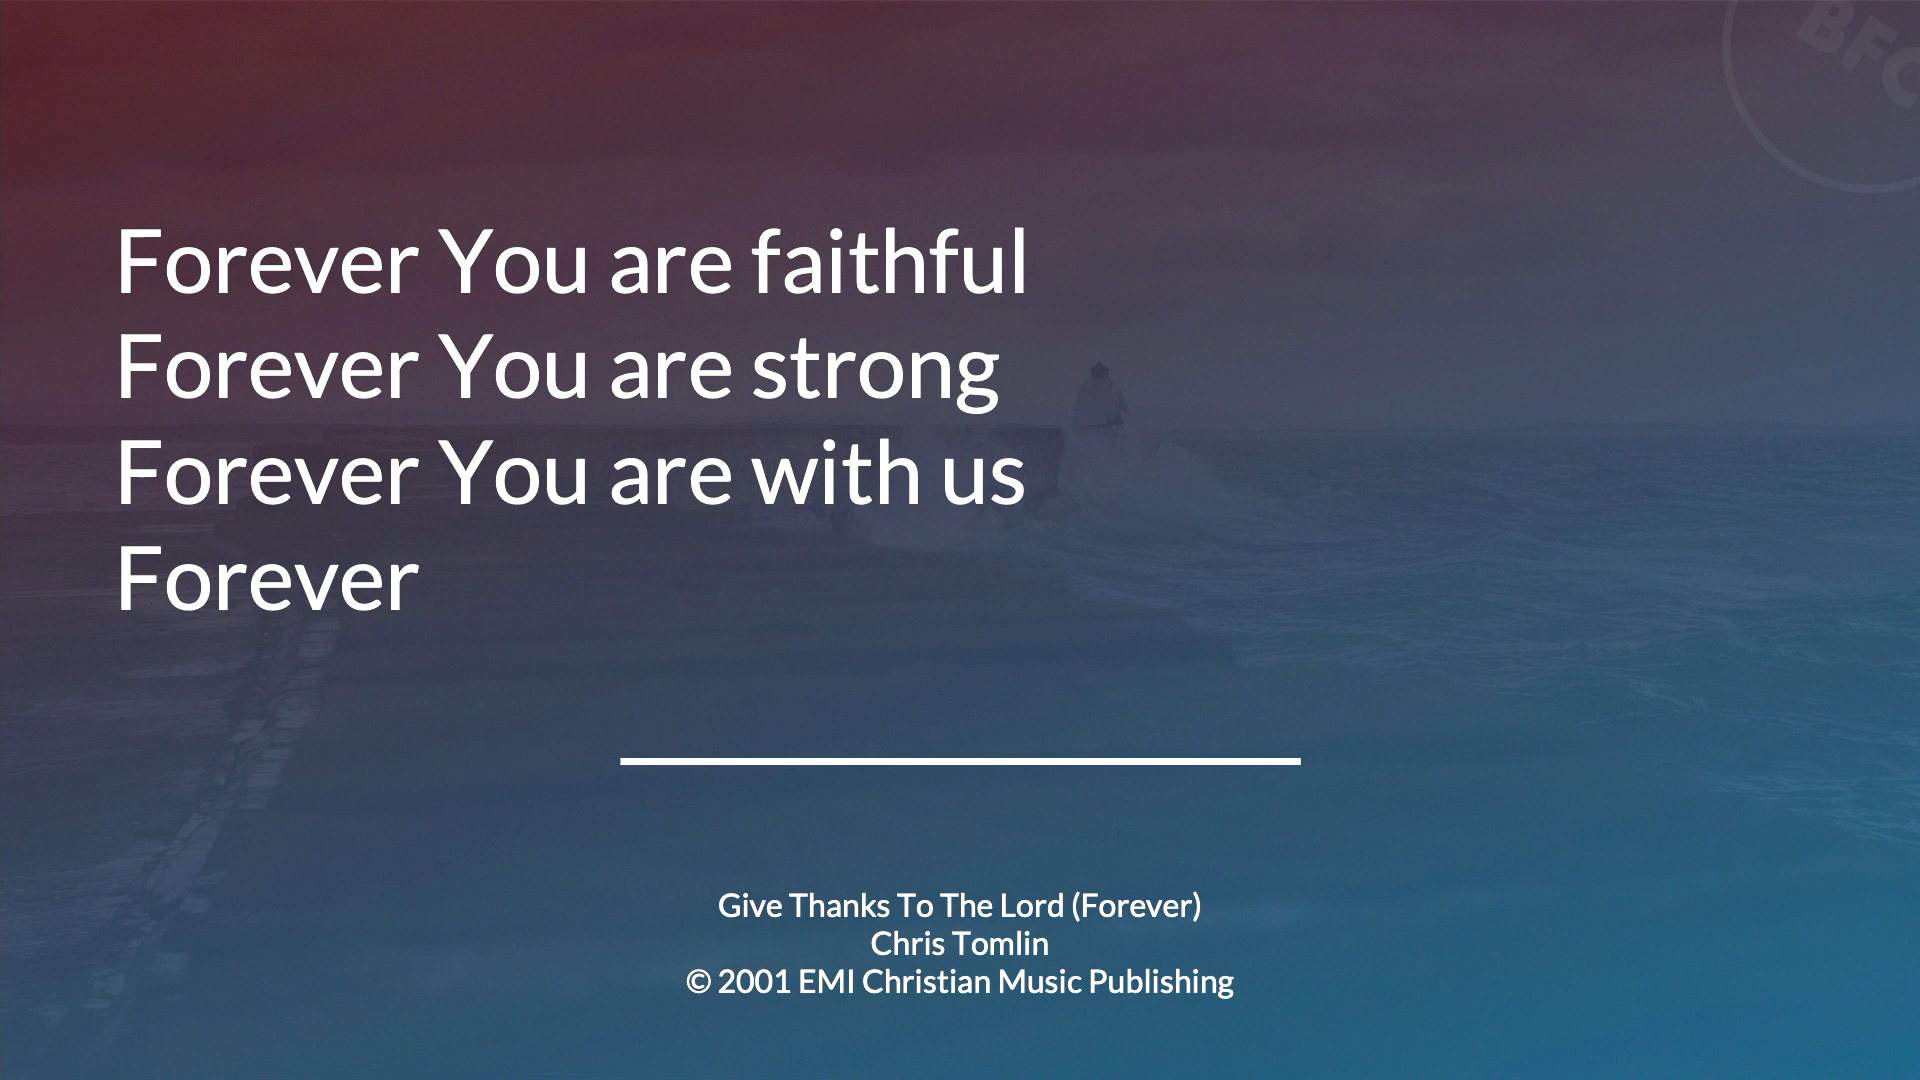 BFC
Forever You are faithful
Forever You are strong
Forever You are with us
Forever
Give Thanks To The Lord (Forever)
Chris Tomlin
© 2001 EMI Christian Music Publishing